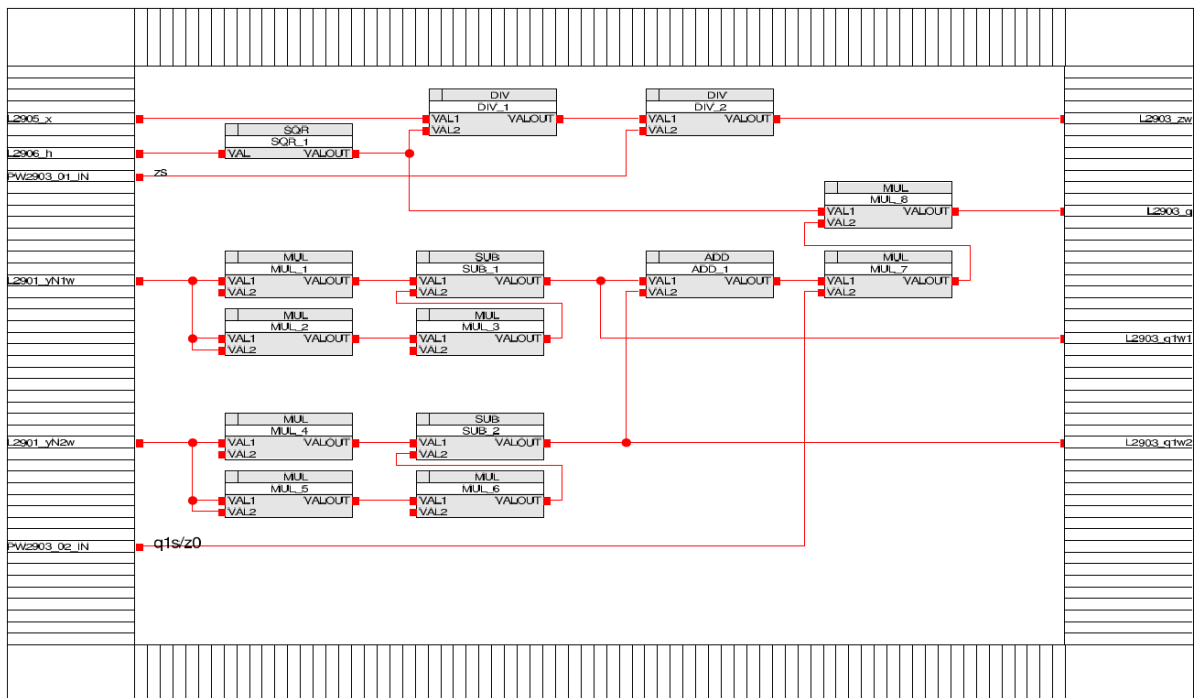 DIV
DIV_1
VAL1 VALOUT
VAL2
DIV
DIV_2
VAL1 VALOUT
VAL2
L2905_x
L2903_zw
SQR
SQR_1
VAL VALOUT
L2906_h
PW2903_01_IN
zs
MUL
MUL_8
VAL1 VALOUT
VAL2
L2903_q
MUL
MUL_1
VAL1 VALOUT
VAL2
SUB
SUB_1
VAL1 VALOUT
VAL2
ADD
ADD_1
VAL1 VALOUT
VAL2
MUL
MUL_7
VAL1 VALOUT
VAL2
L2901_yN1w
MUL
MUL_2
VAL1 VALOUT
VAL2
MUL
MUL_3
VAL1 VALOUT
VAL2
L2903_q1w1
MUL
MUL_4
VAL1 VALOUT
VAL2
SUB
SUB_2
VAL1 VALOUT
VAL2
L2901_yN2w
L2903_q1w2
MUL
MUL_5
VAL1 VALOUT
VAL2
MUL
MUL_6
VAL1 VALOUT
VAL2
PW2903_02_IN
q1s/z0